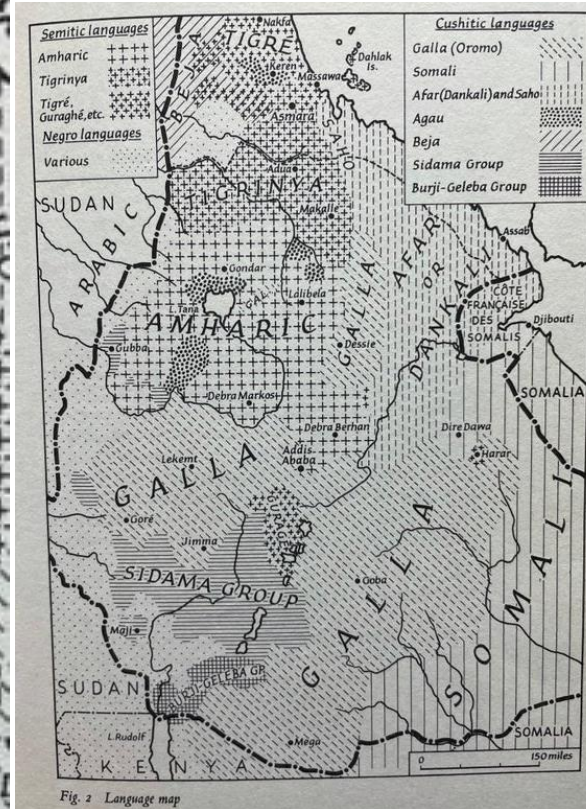 Semitic languages
Amharic
Tigrinya
Tigré,
Guraghé,etc.
Negro languages
Various
Cushitic languages
Galla (Oromo)
Somali
Afar(Dankali)and Saho
Agau
Beja
Sidama Group
Burji-Geleba Group
Nakfa
TIGRE
BEJA
Keren
Massawa
Dahlak
Is.
Asmara
SAHO
Adua
TIGRINYA
Makalle
SUDAN
ARABIC
AFAR
OR
DANKALI
Assab
Gondar
Tana
Lalibela
GALLA
CÔTE
FRANÇAISE
DES
SOMALIS
Djibouti
AMHARIC
Gubba
Dessie
SOMALIA
Debra Markos
Debra Berhan
Dire Dawa
Harar
Lekemt
Addis
Ababa
GALLA
GURAGE
Goré
Jimma
SIDAMA GROUP
Goba
GALLA
SOMALI
Maji
SUDAN
BURJI-GELEBA GP.
L.Rudolf
Mega
KENYA
SOMALIA
0 150 miles
Fig. 2 Language map